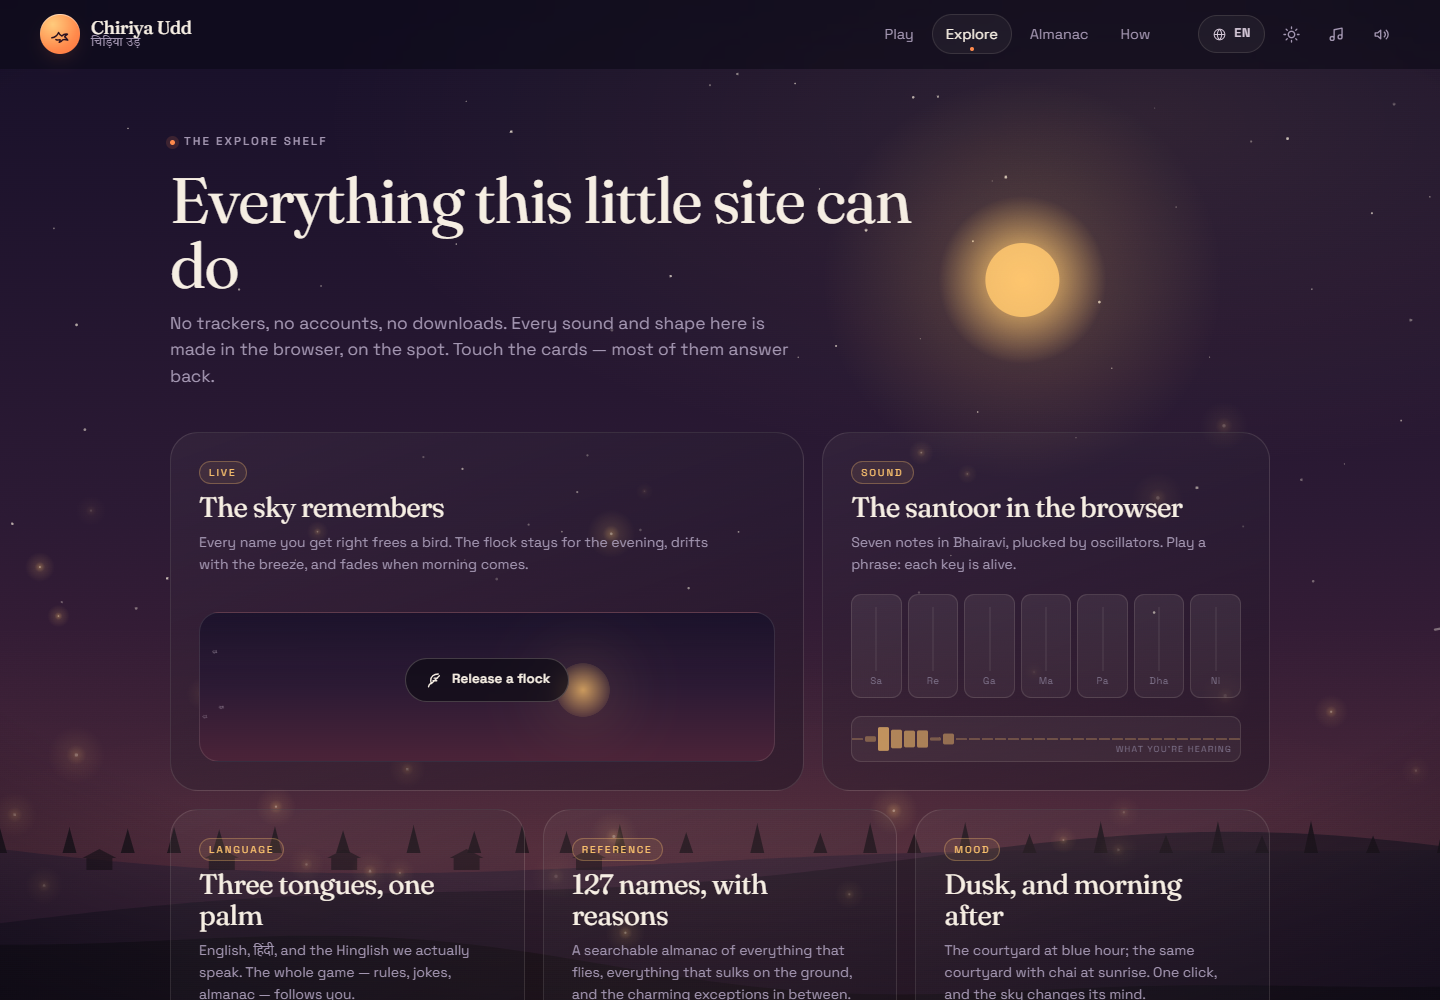 Chiriya Udd
चिड़िया उड़
Play
Explore
Almanac
How
EN
THE EXPLORE SHELF
Everything this little site can
do
No trackers, no accounts, no downloads. Every sound and shape here is
made in the browser, on the spot. Touch the cards — most of them answer
back.
LIVE
The sky remembers
Every name you get right frees a bird. The flock stays for the evening, drifts
with the breeze, and fades when morning comes.
Release a flock
SOUND
The santoor in the browser
Seven notes in Bhairavi, plucked by oscillators. Play a
phrase: each key is alive.
Sa
Re
Ga
Ma
Pa
Dha
Ni
WHAT YOU'RE HEARING
LANGUAGE
Three tongues, one
palm
English, हिंदी, and the Hinglish we actually
speak. The whole game — rules, jokes,
almanac — follows you.
REFERENCE
127 names, with
reasons
A searchable almanac of everything that
flies, everything that sulks on the ground,
and the charming exceptions in between.
MOOD
Dusk, and morning
after
The courtyard at blue hour; the same
courtyard with chai at sunrise. One click,
and the sky changes its mind.